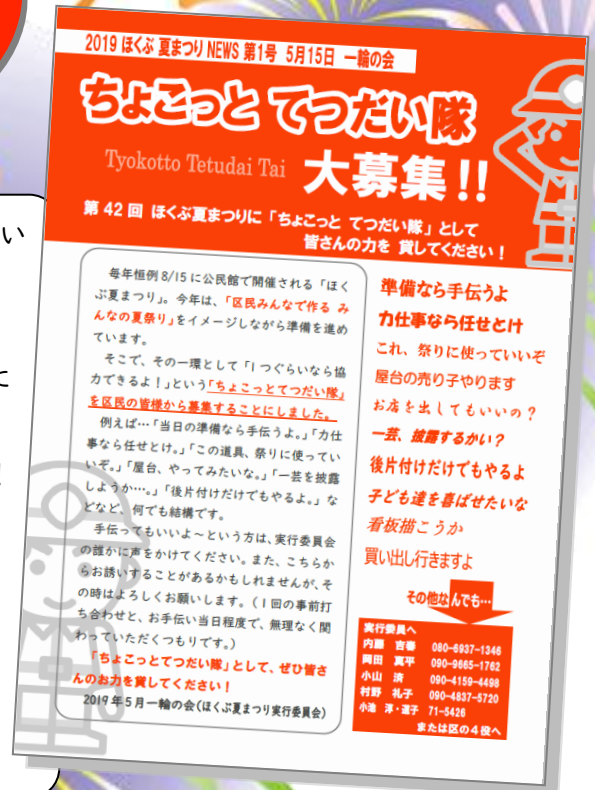 2019 ほくぶ 夏まつり NEWS 第1号 5月15日 一輪の会
ちょこっと てつだい隊
Tyokotto Tetudai Tai 大募集!!
第 42 回 ほくぶ夏まつりに「ちょこっと てつだい隊」として
皆さんの力を 貸してください!
い
に
!
毎年恒例 8/15 に公民館で開催される「ほく
ぶ夏まつり」。今年は、「区民みんなで作る み
んなの夏祭り」をイメージしながら準備を進め
ています。
そこで、その一環として「1 つぐらいなら協
力できるよ!」という「ちょこっとてつだい隊」
を区民の皆様から募集することにしました。
例えば…「当日の準備なら手伝うよ。」「力仕
事なら任せとけ。」「この道具、祭りに使ってい
いぞ。」「屋台、やってみたいな。」「一芸を披露
しようか…。」「後片付けだけでもやるよ。」な
どなど、何でも結構です。
手伝ってもいいよ~という方は、実行委員会
の誰かに声をかけてください。また、こちらか
らお誘いすることがあるかもしれませんが、そ
の時はよろしくお願いします。(1 回の事前打
ち合わせと、お手伝い当日程度で、無理なく関
わっていただくつもりです。)
「ちょこっとてつだい隊」として、ぜひ皆さ
んのお力を貸してください!
2019 年 5 月一輪の会(ほくぶ夏まつり実行委員会)
準備なら手伝うよ
力仕事なら任せとけ
これ、祭りに使っていいぞ
屋台の売り子やります
お店を出してもいいの?
一芸、披露するかい?
後片付けだけでもやるよ
子ども達を喜ばせたいな
看板描こうか
買い出し行きますよ
その他なんでも…
実行委員へ
内藤 吉春 080-6937-1346
岡田 真平 090-9665-1762
小山 済 090-4159-4498
村野 礼子 090-4837-5720
小池 淳・道子 71-5426
または区の4役へ